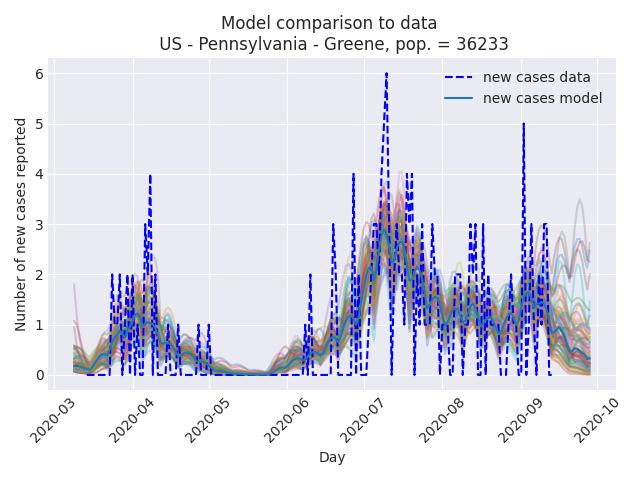 Model comparison to data
US - Pennsylvania - Greene, pop. = 36233
new cases data
new cases model
Number of new cases reported
6
5
4
3
2
1
0
2020-03
2020-04
2020-05
2020-06
2020-07
2020-08
2020-09
2020-10
Day